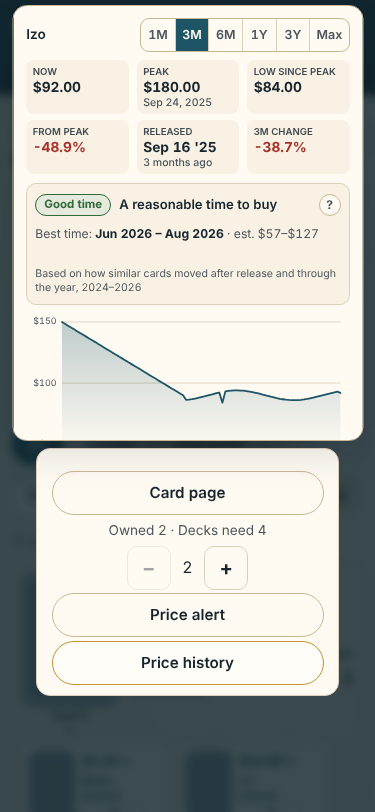 Izo
1M 3M 6M 1Y 3Y Max
NOW
$92.00
PEAK
$180.00
Sep 24, 2025
LOW SINCE PEAK
$84.00
FROM PEAK
-48.9%
RELEASED
Sep 16 '25
3 months ago
3M CHANGE
-38.7%
Good time A reasonable time to buy ?
Best time: Jun 2026 – Aug 2026 · est. $57–$127
Based on how similar cards moved after release and through
the year, 2024–2026
$150
$100
Card page
Owned 2 · Decks need 4
− 2 +
Price alert
Price history